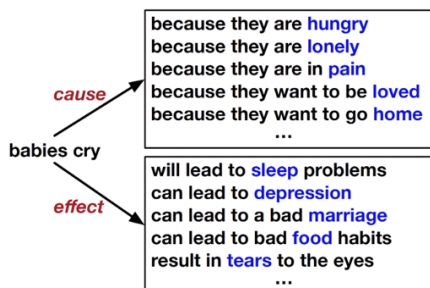 because they are hungry
because they are lonely
because they are in pain
because they want to be loved
because they want to go home
...
cause
babies cry
effect
will lead to sleep problems
can lead to depression
can lead to a bad marriage
can lead to bad food habits
result in tears to the eyes
...